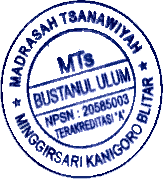 MADRASAH TSANAWIYAH
MTs
BUSTANUL ULUM
NPSN : 20585003
TERAKREDITASI "A"
MINGGIRSARI KANIGORO BLITAR